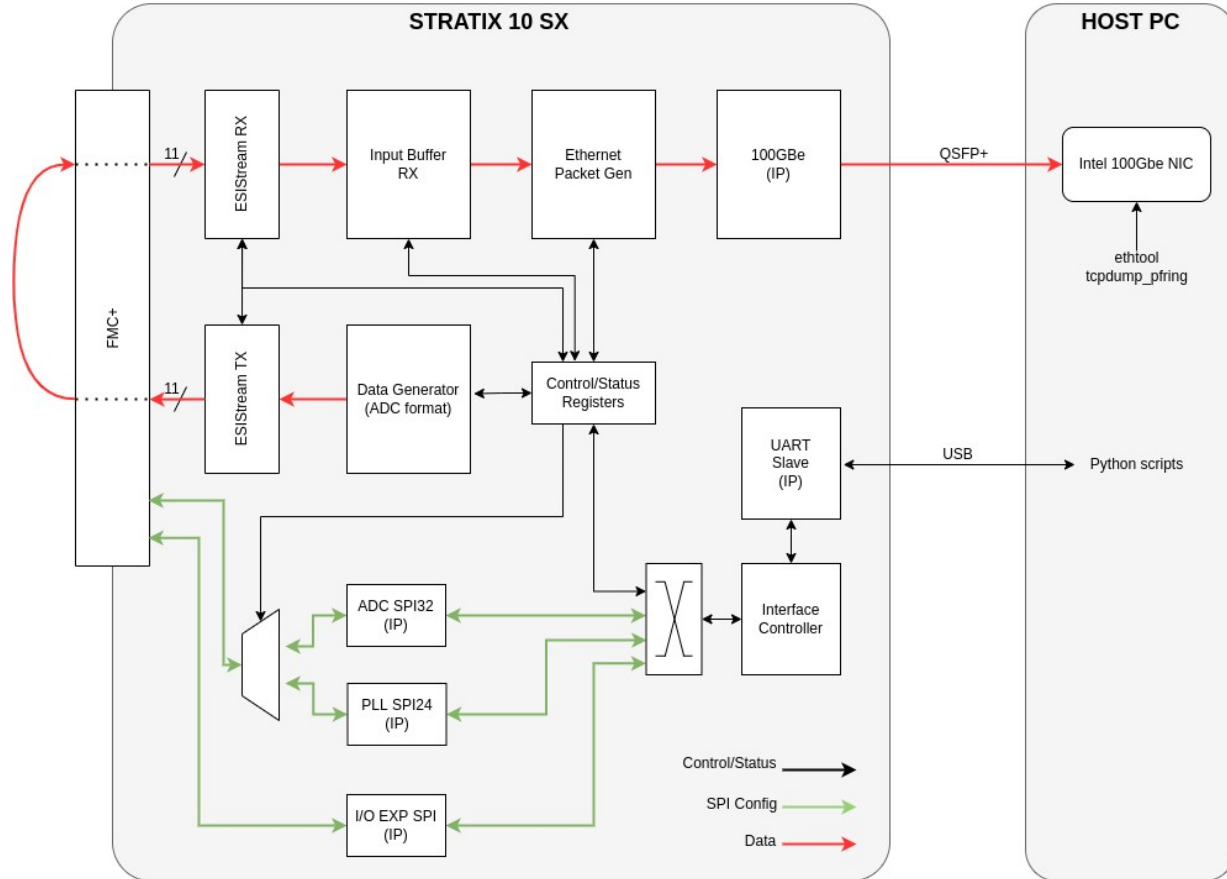 STRATIX 10 SX
HOST PC
FMC+
11
ESIStream RX
Input Buffer
RX
Ethernet
Packet Gen
100GBe
(IP)
QSFP+
Intel 100Gbe NIC
ethtool
tcpdump_pfring
11
ESIStream TX
Data Generator
(ADC format)
Control/Status
Registers
UART
Slave
(IP)
USB
Python scripts
ADC SPI32
(IP)
Interface
Controller
PLL SPI24
(IP)
I/O EXP SPI
(IP)
Control/Status
SPI Config
Data